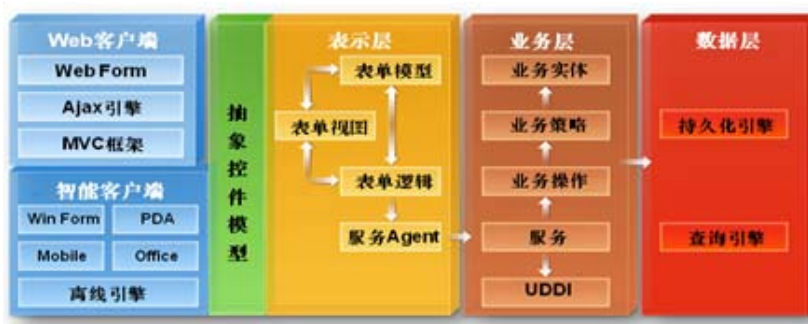 Web客户端
Web Form
Ajax引擎
MVC框架
智能客户端
Win Form
PDA
Mobile
Office
离线引擎
抽象控件模型
表示层
表单模型
表单视图
表单逻辑
服务Agent
业务层
业务实体
业务策略
业务操作
服务
UDDI
数据层
持久化引擎
查询引擎